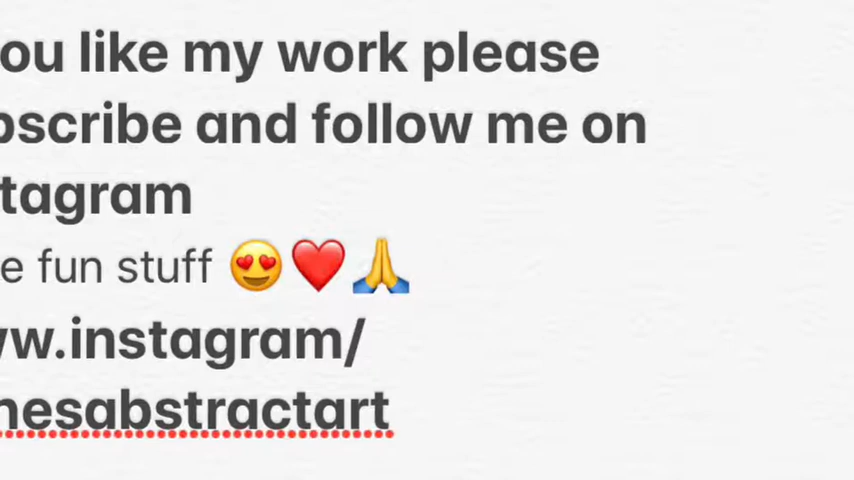 ou like my work please
bscribe and follow me on
tagram
e fun stuff 😍❤️🙏
w.instagram/
nesabstractart